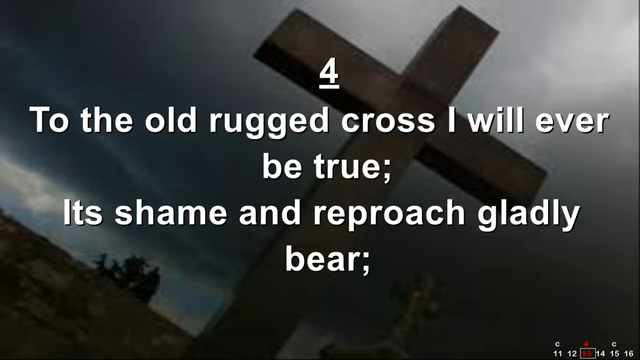 4
To the old rugged cross I will ever
be true;
Its shame and reproach gladly
bear;
C C
11 12 13 14 15 16